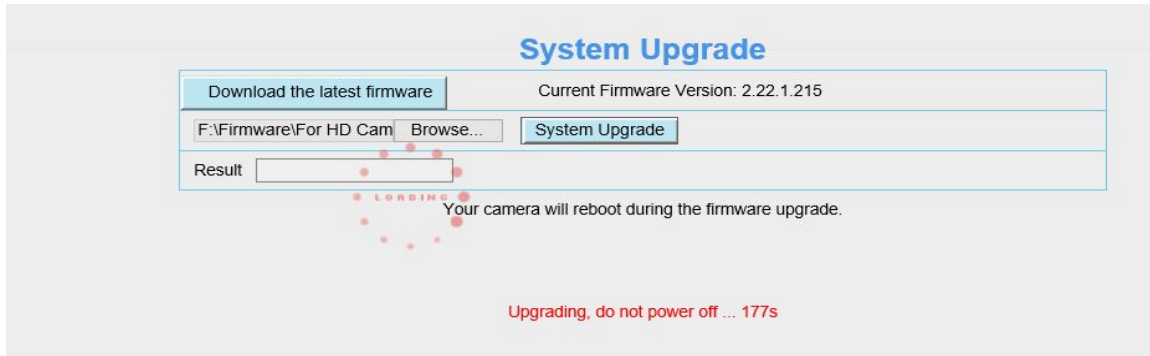 System Upgrade
Download the latest firmware Current Firmware Version: 2.22.1.215
F:\Firmware\For HD Cam Browse... System Upgrade
Result
LOADING
Your camera will reboot during the firmware upgrade.
Upgrading, do not power off ... 177s